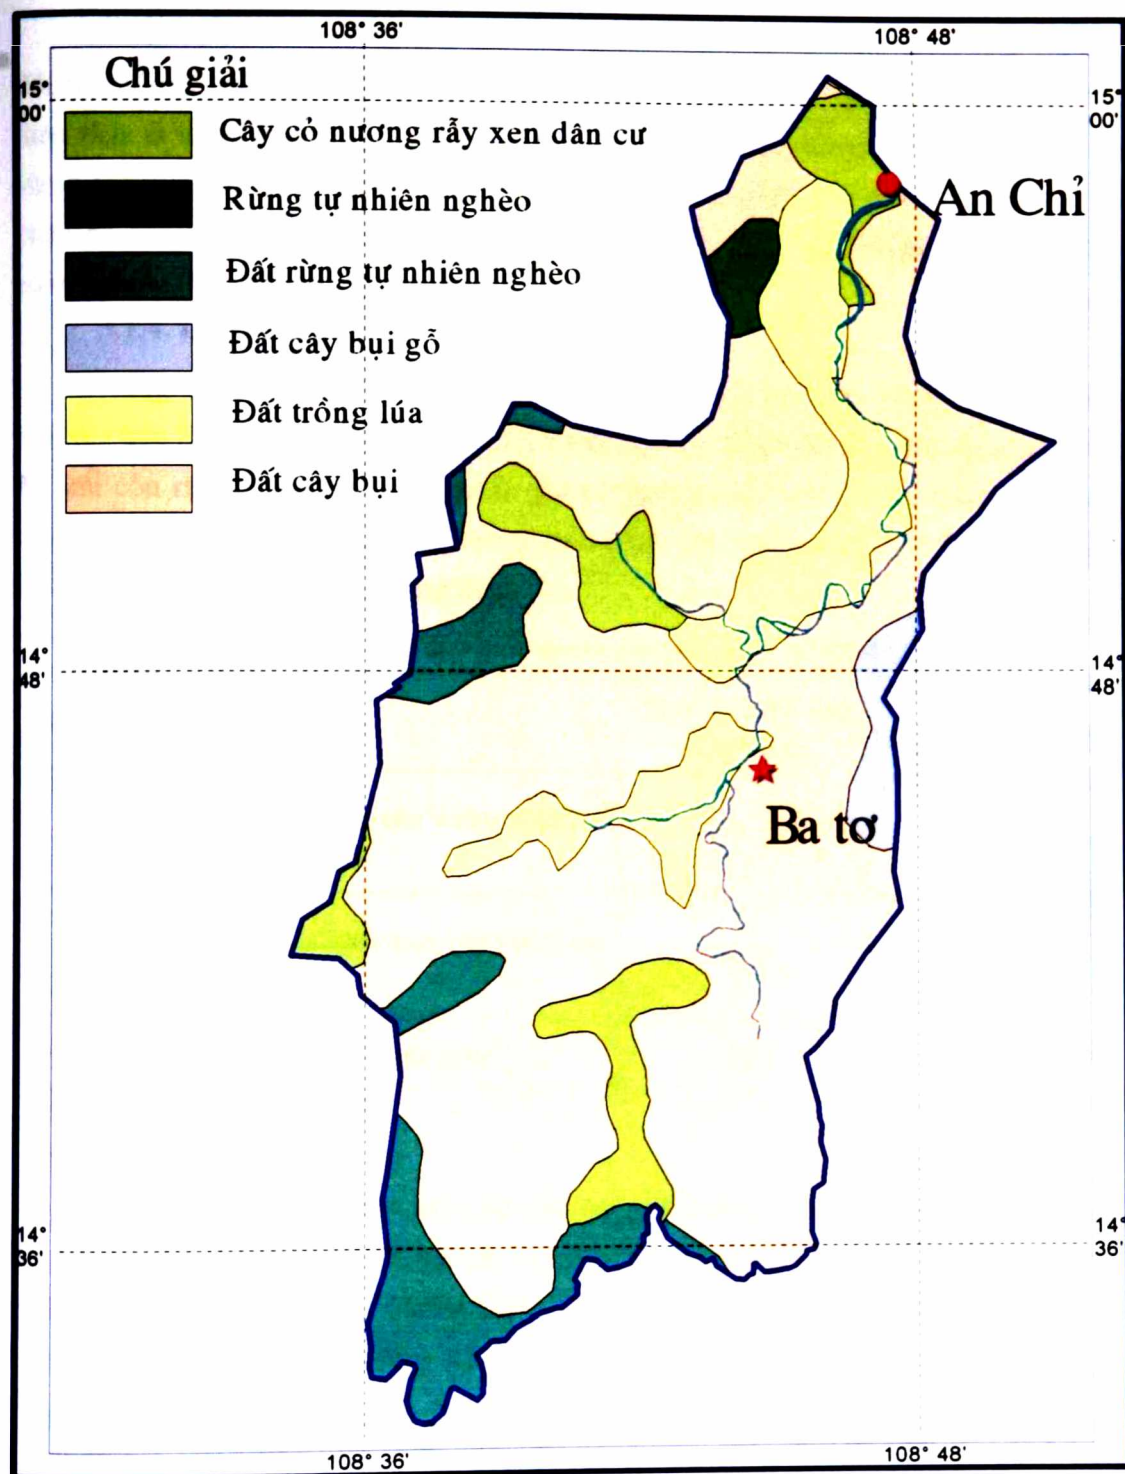 108° 36'
108° 48'
Chú giải
15° 00'
15° 00'
Cây cỏ nương rẫy xen dân cư
Rừng tự nhiên nghèo
An Chỉ
Đất rừng tự nhiên nghèo
Đất cây bụi gỗ
Đất trồng lúa
Đất cây bụi
14° 48'
14° 48'
Ba tơ
14° 36'
14° 36'
108° 36'
108° 48'